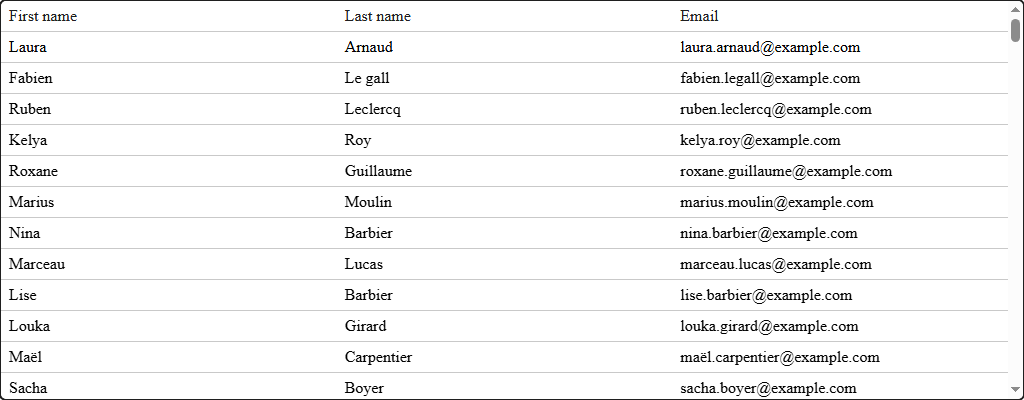 First name Last name Email
Laura Arnaud laura.arnaud@example.com
Fabien Le gall fabien.legall@example.com
Ruben Leclercq ruben.leclercq@example.com
Kelya Roy kelya.roy@example.com
Roxane Guillaume roxane.guillaume@example.com
Marius Moulin marius.moulin@example.com
Nina Barbier nina.barbier@example.com
Marceau Lucas marceau.lucas@example.com
Lise Barbier lise.barbier@example.com
Louka Girard louka.girard@example.com
Maël Carpentier maël.carpentier@example.com
Sacha Boyer sacha.boyer@example.com